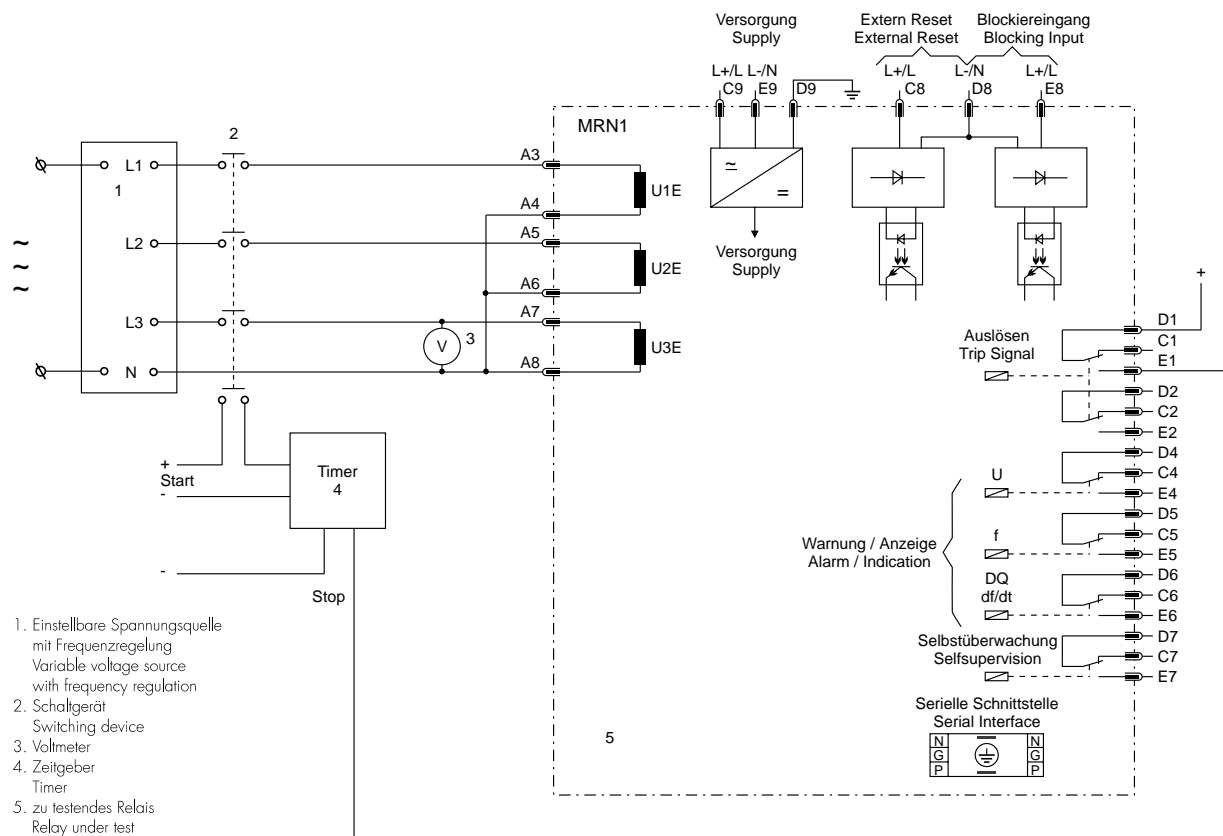 Versorgung
Supply
Extern Reset
External Reset
Blockiereingang
Blocking Input
L+/L L-/N
C9 E9 D9
L+/L
C8
L-/N
D8
L+/L
E8
MRN1
2
1
L1
A3
U1E
A4
L2
A5
U2E
A6
L3
A7
3
V
U3E
N
A8
~
~
~
≃
=
Versorgung
Supply
+
Start
-
-
Timer
4
Stop
+
Auslösen
Trip Signal
D1
C1
E1
D2
C2
E2
U
D4
C4
E4
Warnung / Anzeige
Alarm / Indication
f
D5
C5
E5
DQ
df/dt
D6
C6
E6
Selbstüberwachung
Selfsupervision
D7
C7
E7
Serielle Schnittstelle
Serial Interface
N N
G G
P P
5
1. Einstellbare Spannungsquelle
mit Frequenzregelung
Variable voltage source
with frequency regulation
2. Schaltgerät
Switching device
3. Voltmeter
4. Zeitgeber
Timer
5. zu testendes Relais
Relay under test